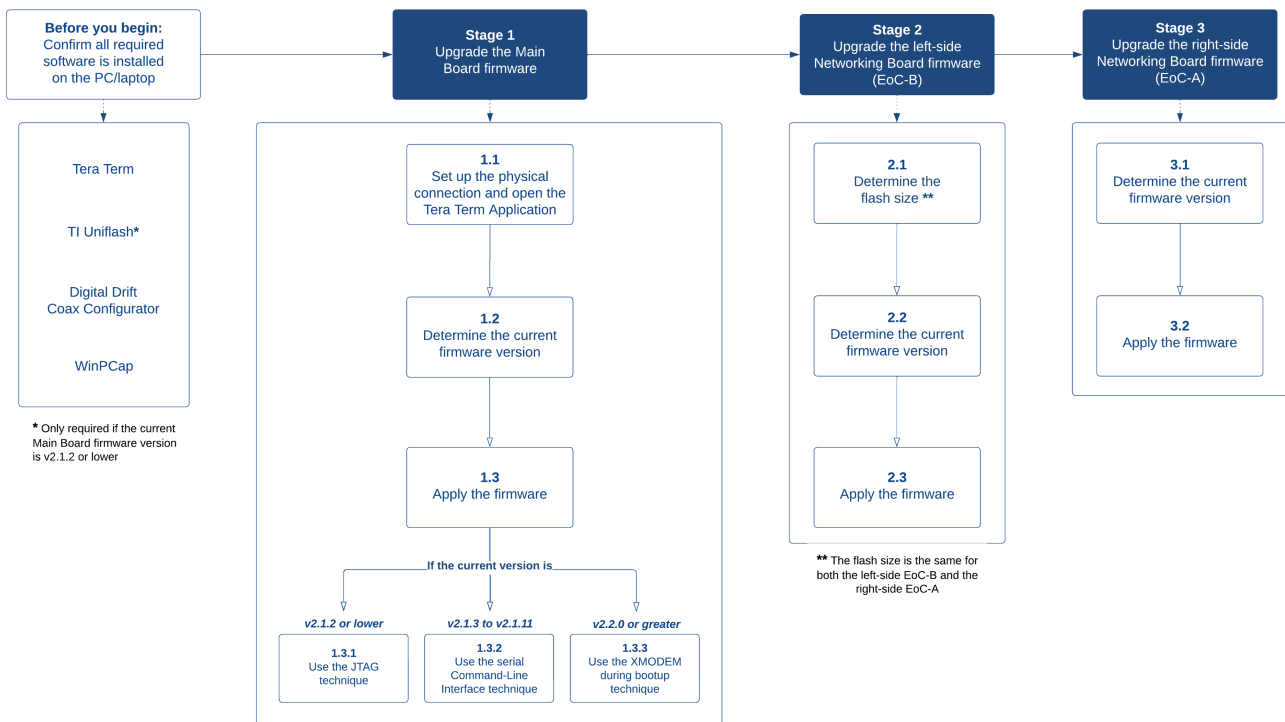 Before you begin:
Confirm all required
software is installed
on the PC/laptop
Stage 1
Upgrade the Main
Board firmware
Stage 2
Upgrade the left-side
Networking Board firmware
(EoC-B)
Stage 3
Upgrade the right-side
Networking Board firmware
(EoC-A)
Tera Term
TI Uniflash*
Digital Drift
Coax Configurator
WinPCap
* Only required if the current
Main Board firmware version
is v2.1.2 or lower
1.1
Set up the physical
connection and open the
Tera Term Application
1.2
Determine the current
firmware version
1.3
Apply the firmware
If the current version is
v2.1.2 or lower
1.3.1
Use the JTAG
technique
v2.1.3 to v2.1.11
1.3.2
Use the serial
Command-Line
Interface technique
v2.2.0 or greater
1.3.3
Use the XMODEM
during bootup
technique
2.1
Determine the
flash size **
2.2
Determine the current
firmware version
2.3
Apply the firmware
** The flash size is the same for
both the left-side EoC-B and the
right-side EoC-A
3.1
Determine the current
firmware version
3.2
Apply the firmware